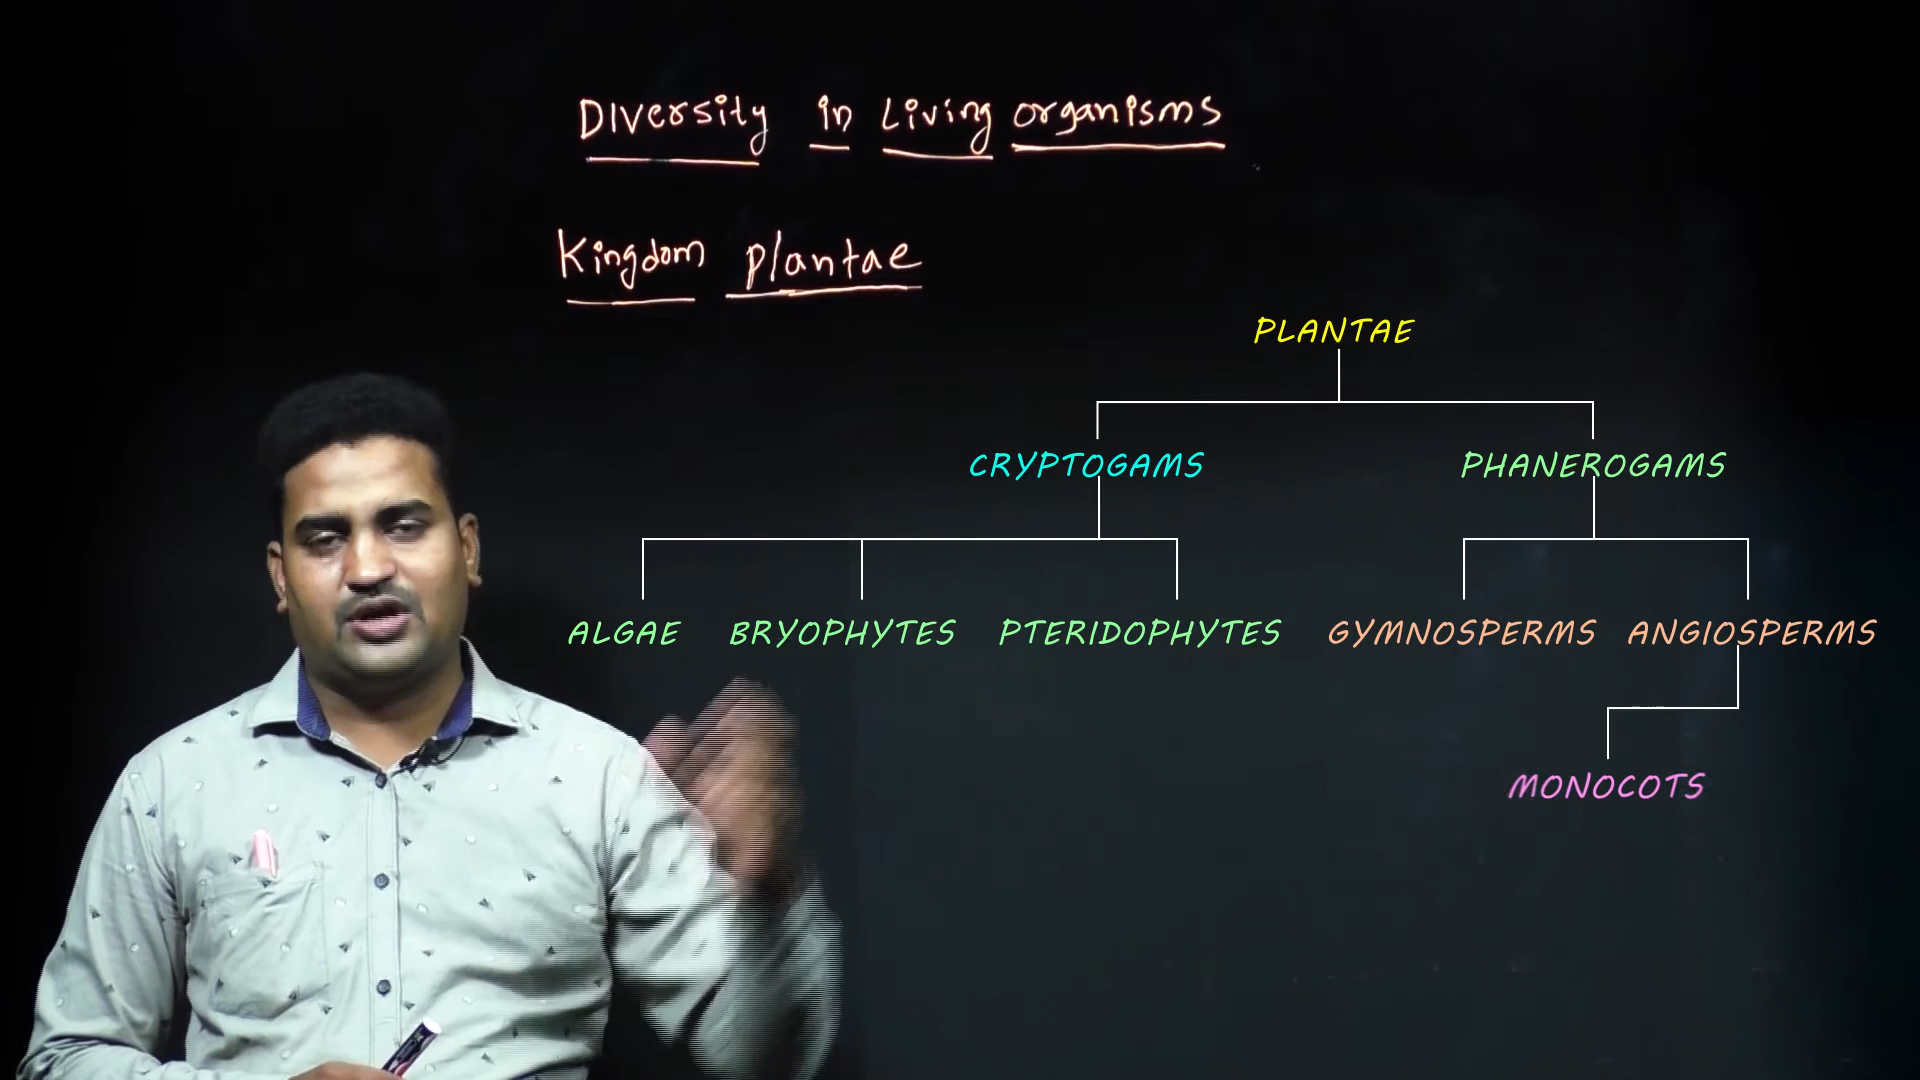 Diversity in Living organisms
Kingdom plantae
PLANTAE
CRYPTOGAMS PHANEROGAMS
ALGAE BRYOPHYTES PTERIDOPHYTES GYMNOSPERMS ANGIOSPERMS
MONOCOTS